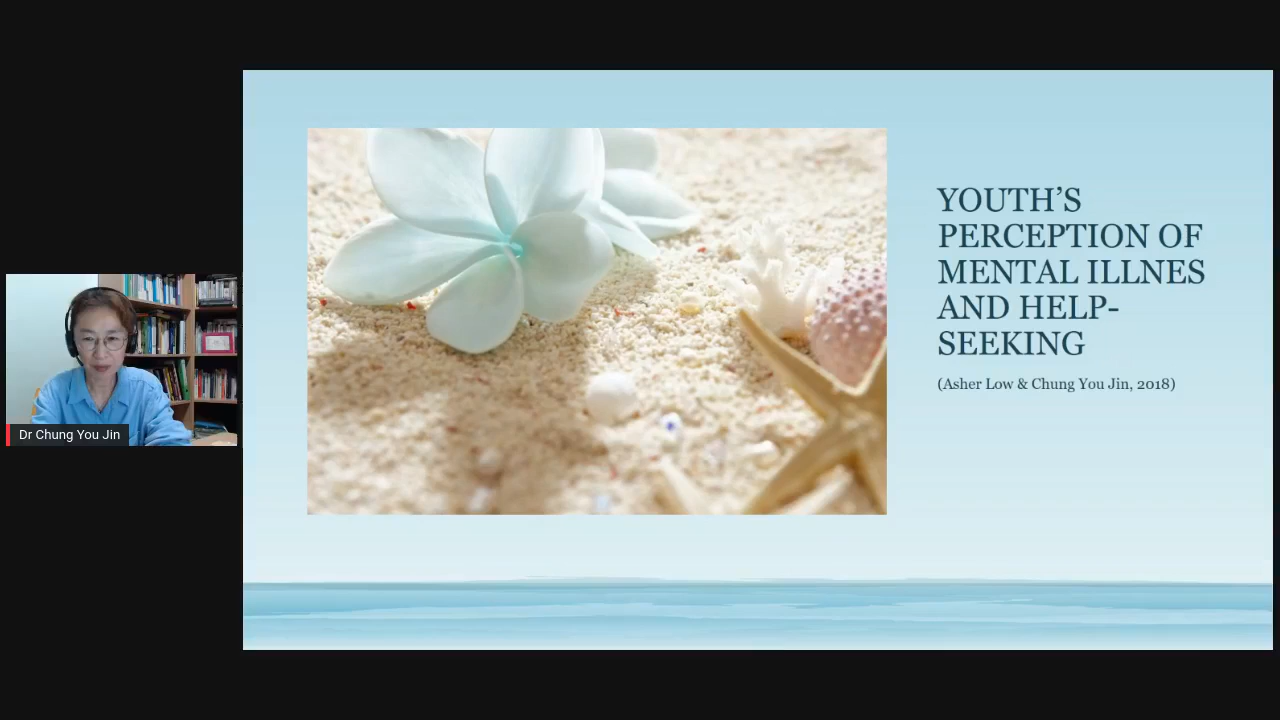 YOUTH'S
PERCEPTION OF
MENTAL ILLNES
AND HELP-
SEEKING
(Asher Low & Chung You Jin, 2018)
Dr Chung You Jin